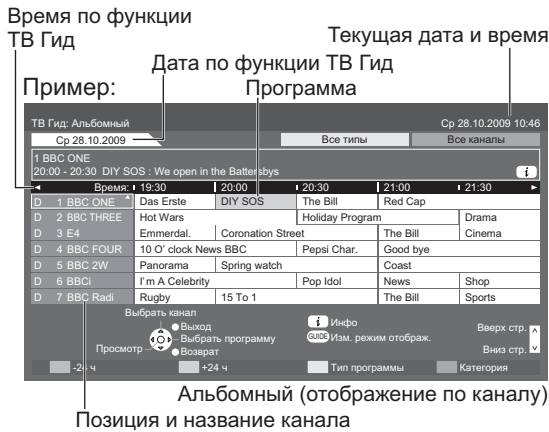 Время по функции
ТВ Гид
Текущая дата и время
Дата по функции ТВ Гид
Пример:
Программа
ТВ Гид: Альбомный
Ср 28.10.2009 10:46
Ср 28.10.2009
Все типы
Все каналы
1 BBC ONE
20:00 - 20:30 DIY SOS : We open in the Battersbys
i
Время: 19:30 20:00 20:30 21:00 21:30
D 1 BBC ONE Das Erste DIY SOS The Bill Red Cap
D 2 BBC THREE Hot Wars Holiday Program Drama
D 3 E4 Emmerdal. Coronation Street The Bill Cinema
D 4 BBC FOUR 10 O' clock News BBC Pepsi Char. Good bye
D 5 BBC 2W Panorama Spring watch Coast
D 6 BBCi I'm A Celebrity Pop Idol News Shop
D 7 BBC Radi Rugby 15 To 1 The Bill Sports
Выбрать канал
Выход
Выбрать программу
Просмотр
Возврат
i Инфо
GUIDE Изм. режим отображ.
Вверх стр.
Вниз стр.
-24 ч
+24 ч
Тип программы
Категория
Альбомный (отображение по каналу)
Позиция и название канала